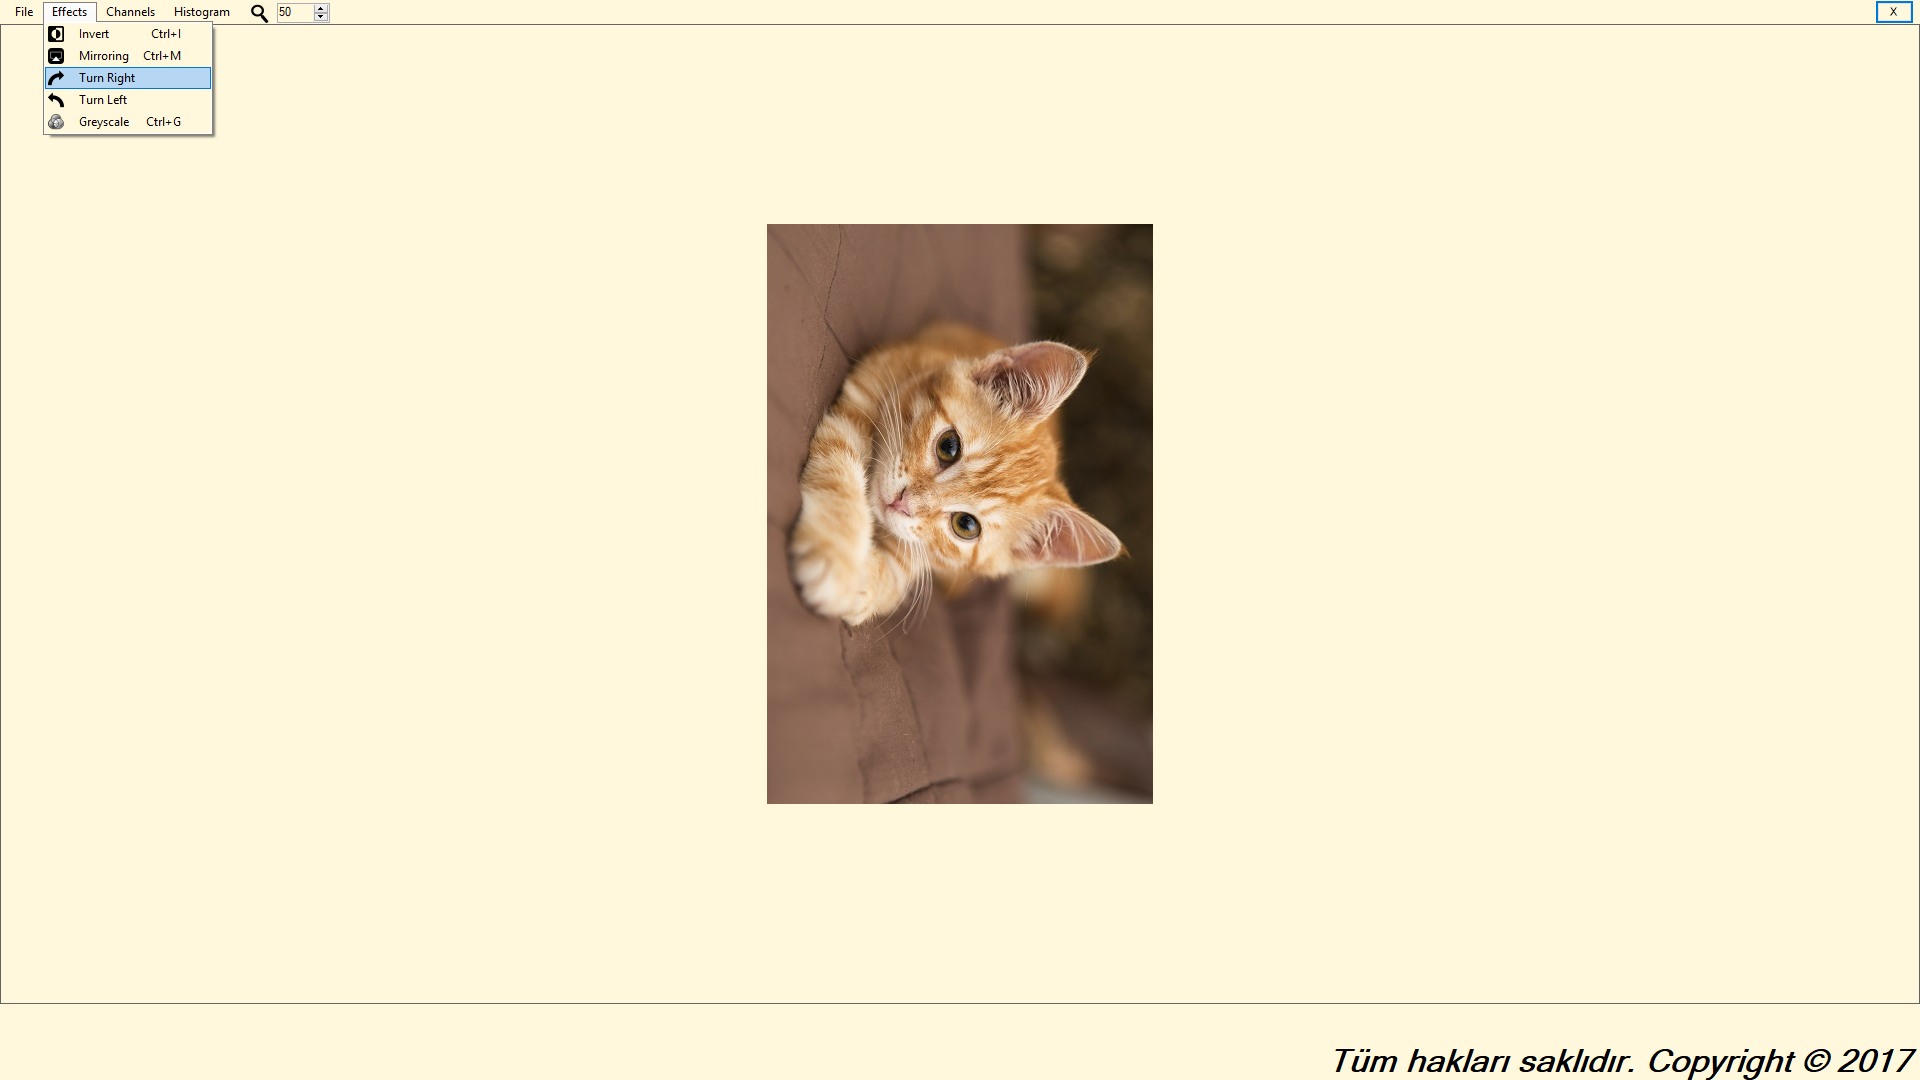 File Effects Channels Histogram 50 X
Invert Ctrl+I
Mirroring Ctrl+M
Turn Right
Turn Left
Greyscale Ctrl+G
Tüm hakları saklıdır. Copyright © 2017